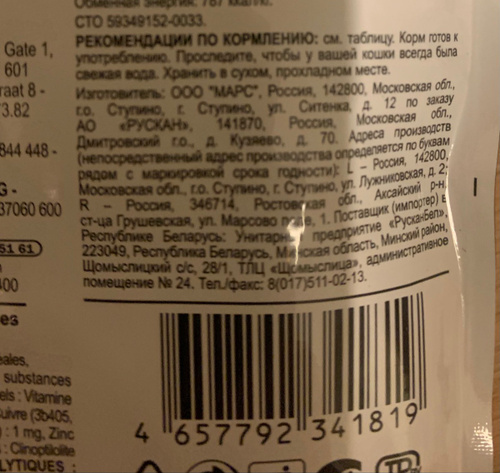 Обменная энергия: 787 ккал/кг.
СТО 59349152-0033.
РЕКОМЕНДАЦИИ ПО КОРМЛЕНИЮ: см. таблицу. Корм готов к
употреблению. Проследите, чтобы у вашей кошки всегда была
свежая вода. Хранить в сухом, прохладном месте.
Изготовитель: ООО "МАРС", Россия, 142800, Московская обл.,
г.о. Ступино, г. Ступино, ул. Ситенка, д. 12 по заказу
АО «РУСКАН», 141870, Россия, Московская обл.,
Дмитровский г.о., д. Кузяево, д. 70. Адреса производств
(непосредственный адрес производства определяется по буквам
рядом с маркировкой срока годности): L – Россия, 142800,
Московская обл., г.о. Ступино, г. Ступино, ул. Лужниковская, д. 2;
R – Россия, 346714, Ростовская обл., Аксайский р-н,
ст-ца Грушевская, ул. Марсово поле, 1. Поставщик (импортер) в
Республике Беларусь: Унитарное предприятие «РусканБел»,
223049, Республика Беларусь, Минская область, Минский район,
Щомыслицкий с/с, 28/1, ТЛЦ «Щомыслица», административное
помещение № 24. Тел./факс: 8(017)511-02-13.
4 657792 341819
Gate 1,
601
raat 8 -
3.82
844 448 -
G -
37060 600
51 61
400
es
ales,
substances
els : Vitamine
uivre (3b405,
) : 1 mg, Zinc
: Clinoptilolite
LYTIQUES :